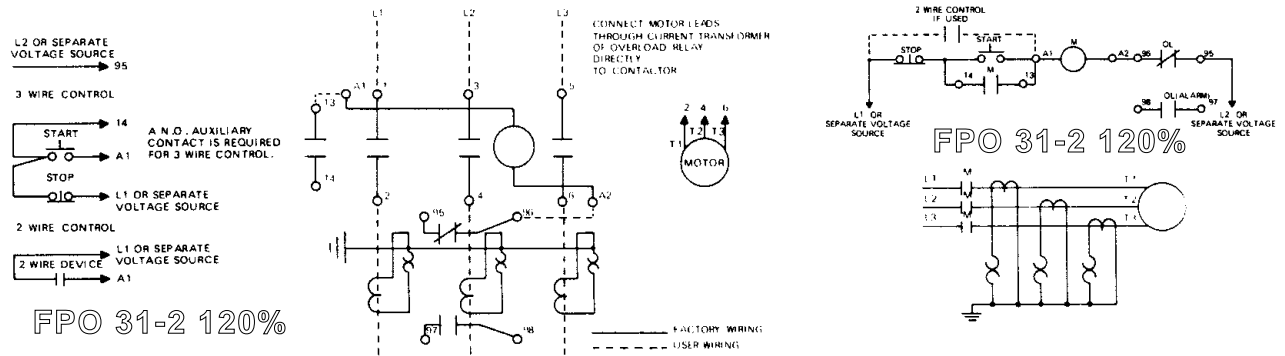 L2 OR SEPARATE
VOLTAGE SOURCE
95
3 WIRE CONTROL
14
START
A1
STOP
L1 OR SEPARATE
VOLTAGE SOURCE
A N.O. AUXILIARY
CONTACT IS REQUIRED
FOR 3 WIRE CONTROL.
2 WIRE CONTROL
L1 OR SEPARATE
VOLTAGE SOURCE
2 WIRE DEVICE
A1
FPO 31-2 120%
L1
L2
L3
CONNECT MOTOR LEADS
THROUGH CURRENT TRANSFORMER
OF OVERLOAD RELAY
DIRECTLY
TO CONTACTOR
13
A1
1
3
5
14
2
4
6
A2
95
96
97
98
2 4 6
T1 T2 T3
MOTOR
FACTORY WIRING
USER WIRING
2 WIRE CONTROL
IF USED
STOP
START
A1
M
A2
96
OL
95
14
M
13
98
OL(ALARM)
97
L1 OR
SEPARATE VOLTAGE
SOURCE
L2 OR
SEPARATE VOLTAGE
SOURCE
FPO 31-2 120%
L1
M
T1
L2
M
T2
L3
M
T3